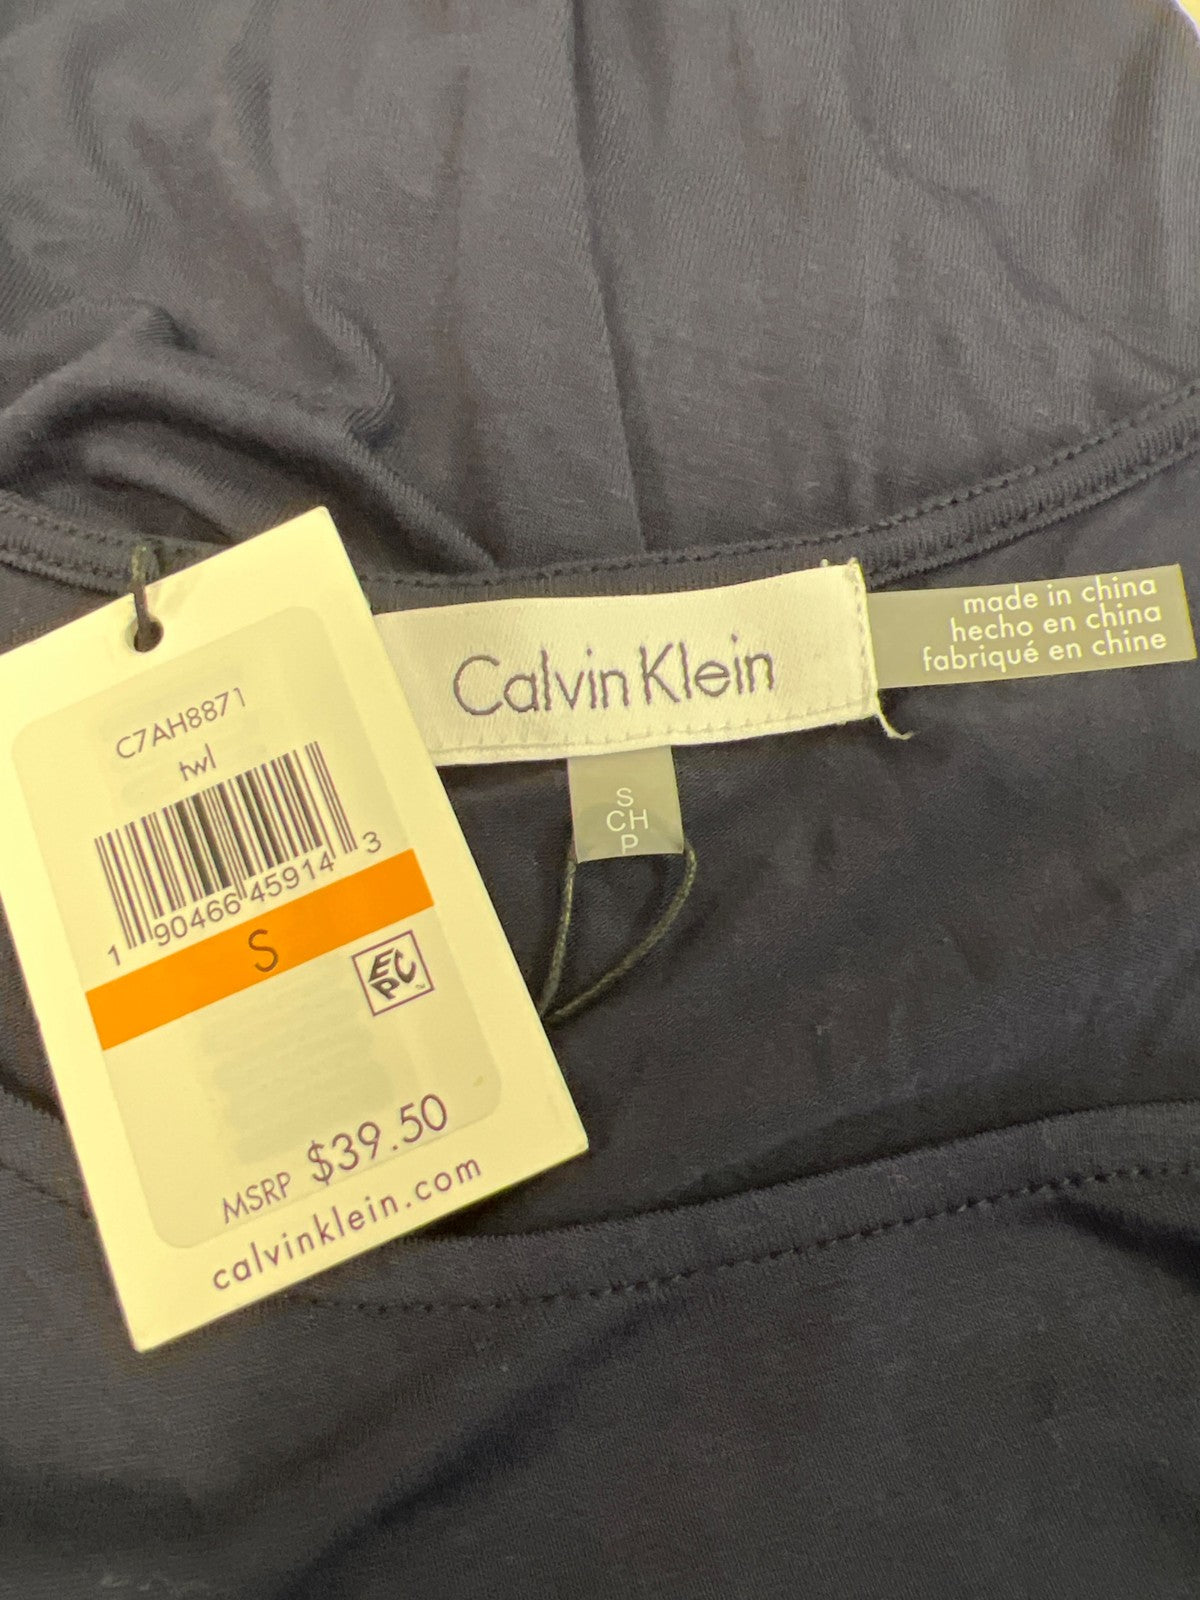 C7AH8871
twl
1 90466 45914 3
S
EPC
MSRP $39.50
calvinklein.com
Calvin Klein
made in china
hecho en china
fabriqué en chine
S
CH
P